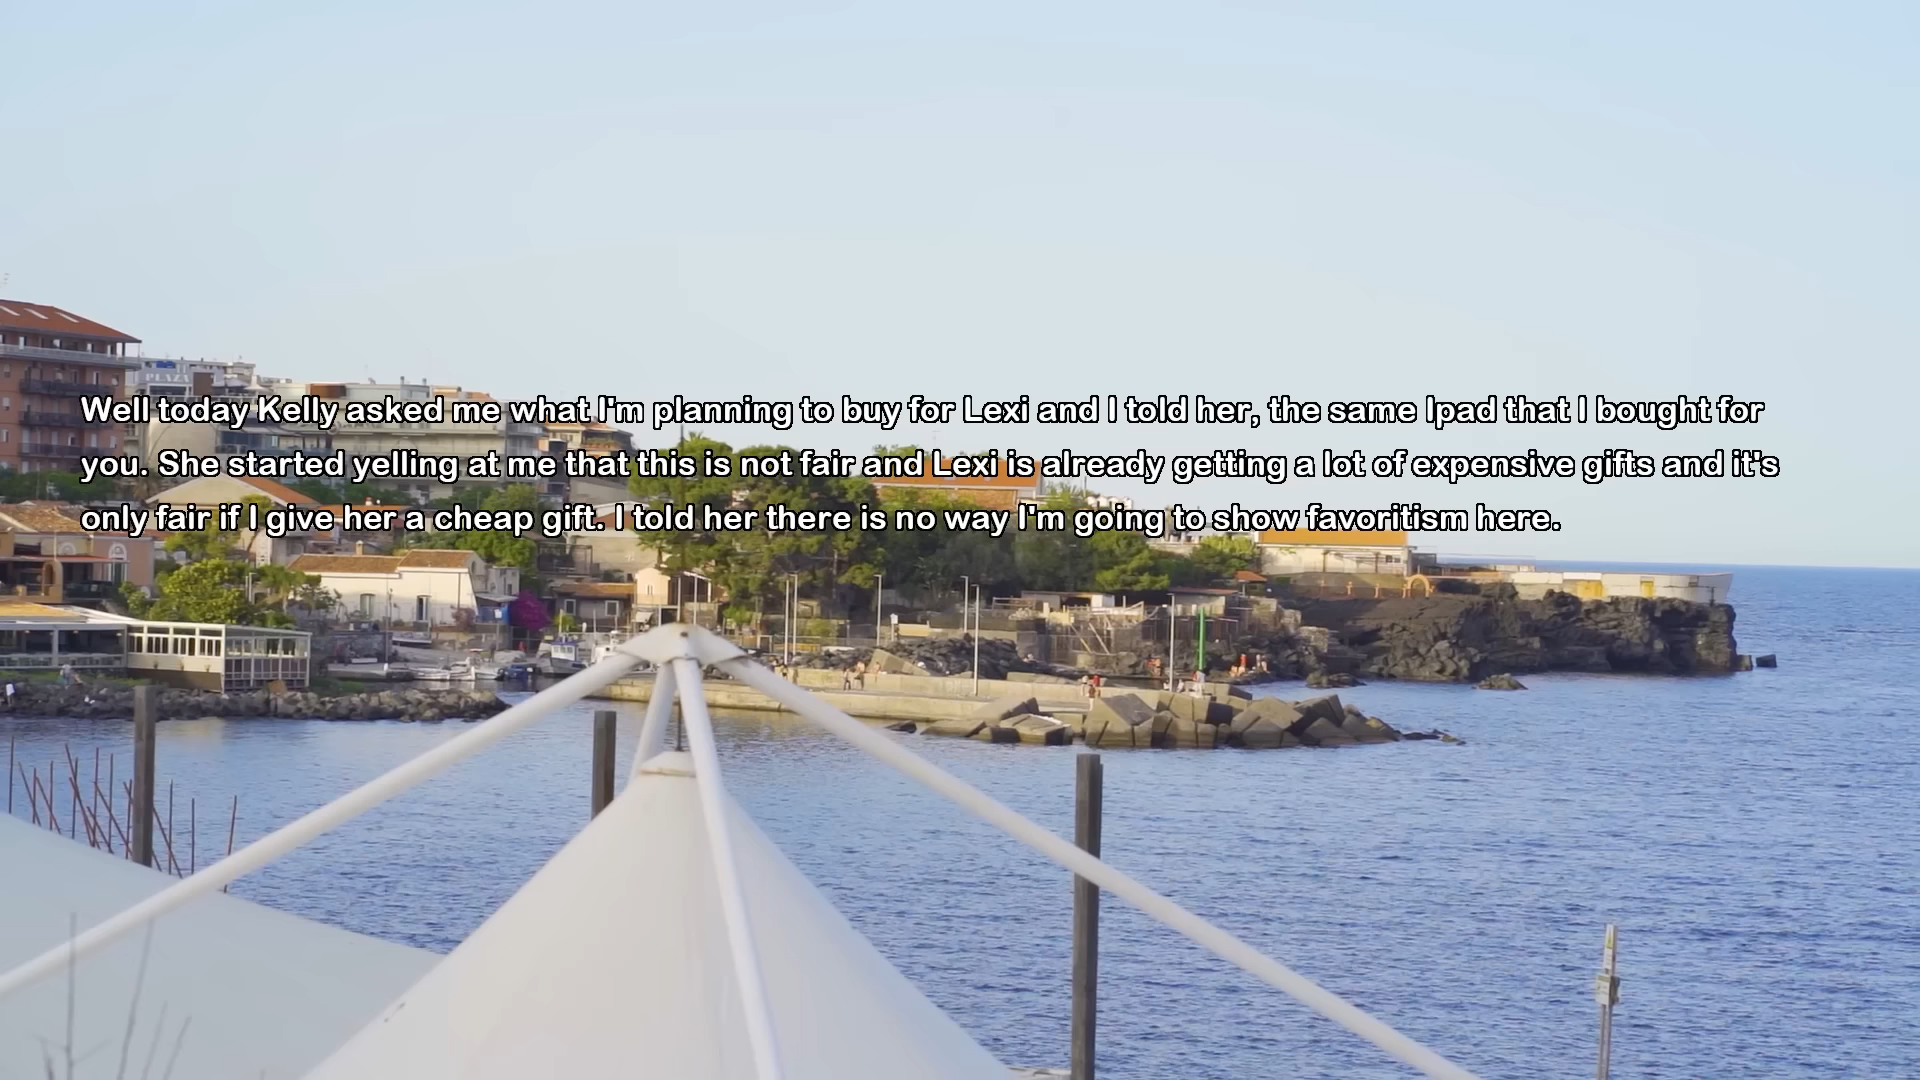 PLAZA
Well today Kelly asked me what I'm planning to buy for Lexi and I told her, the same Ipad that I bought for
you. She started yelling at me that this is not fair and Lexi is already getting a lot of expensive gifts and it's
only fair if I give her a cheap gift. I told her there is no way I'm going to show favoritism here.